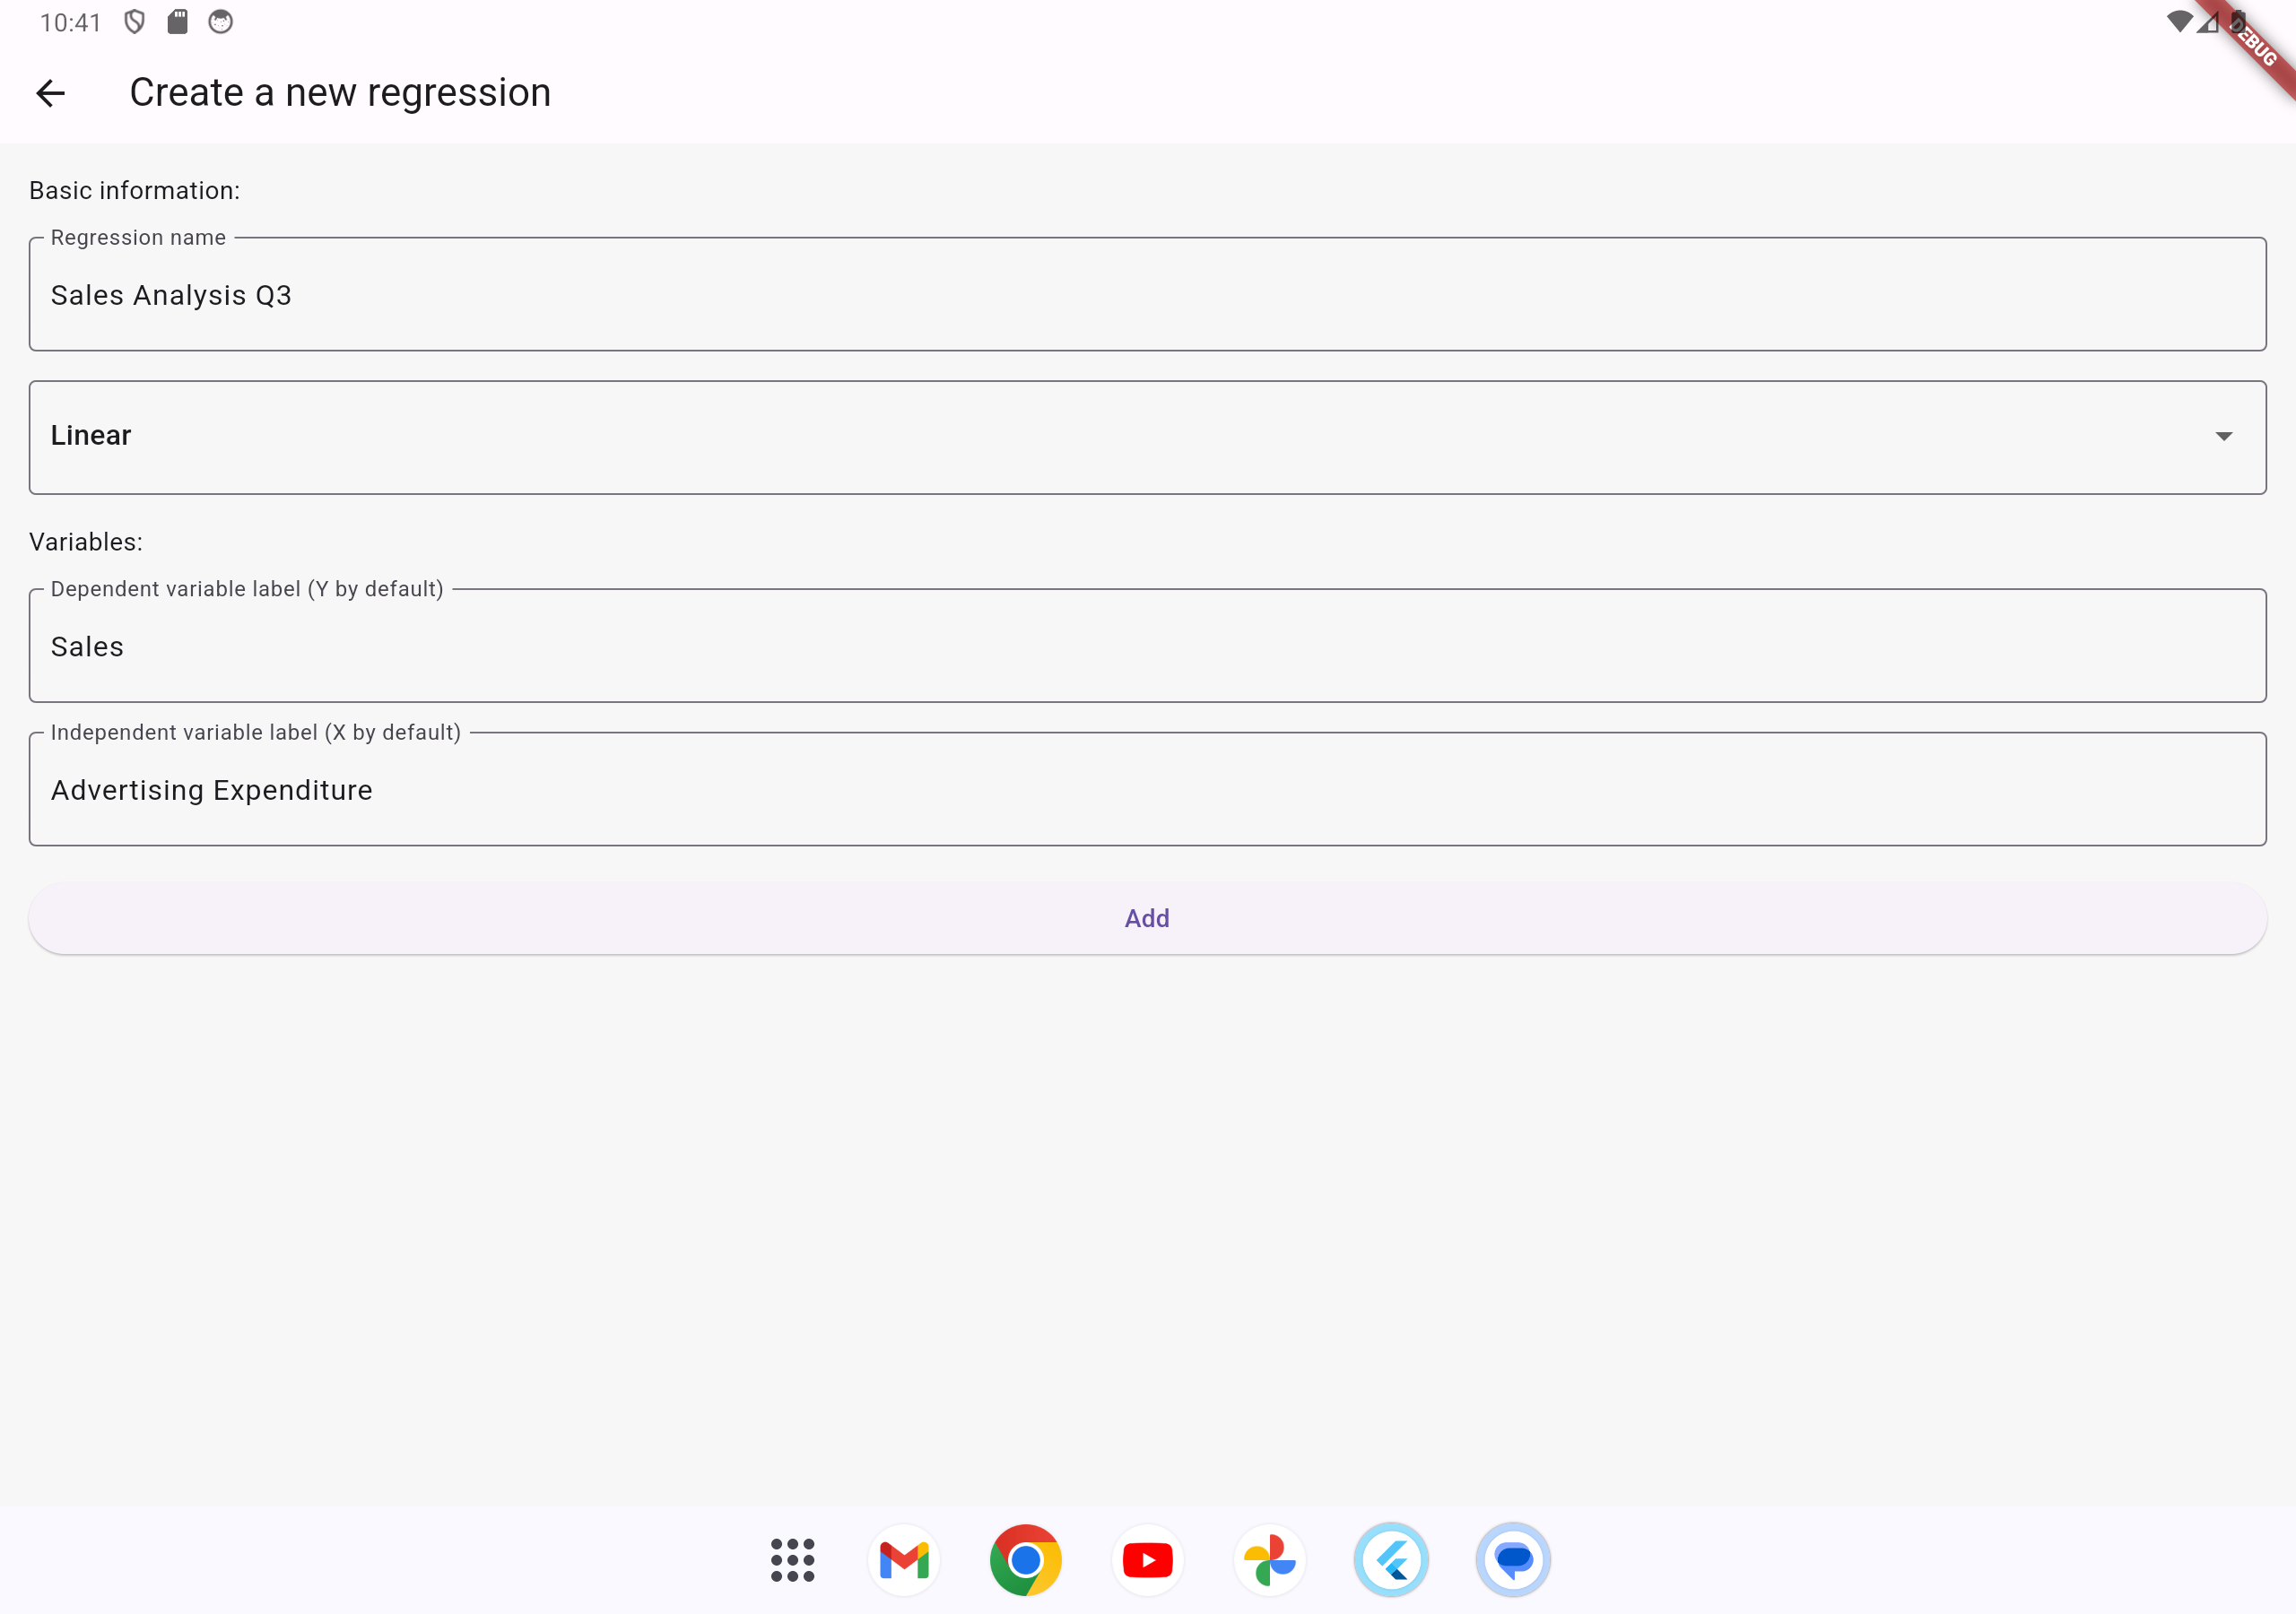 10:41
DEBUG
Create a new regression
Basic information:
Regression name
Sales Analysis Q3
Linear
Variables:
Dependent variable label (Y by default)
Sales
Independent variable label (X by default)
Advertising Expenditure
Add